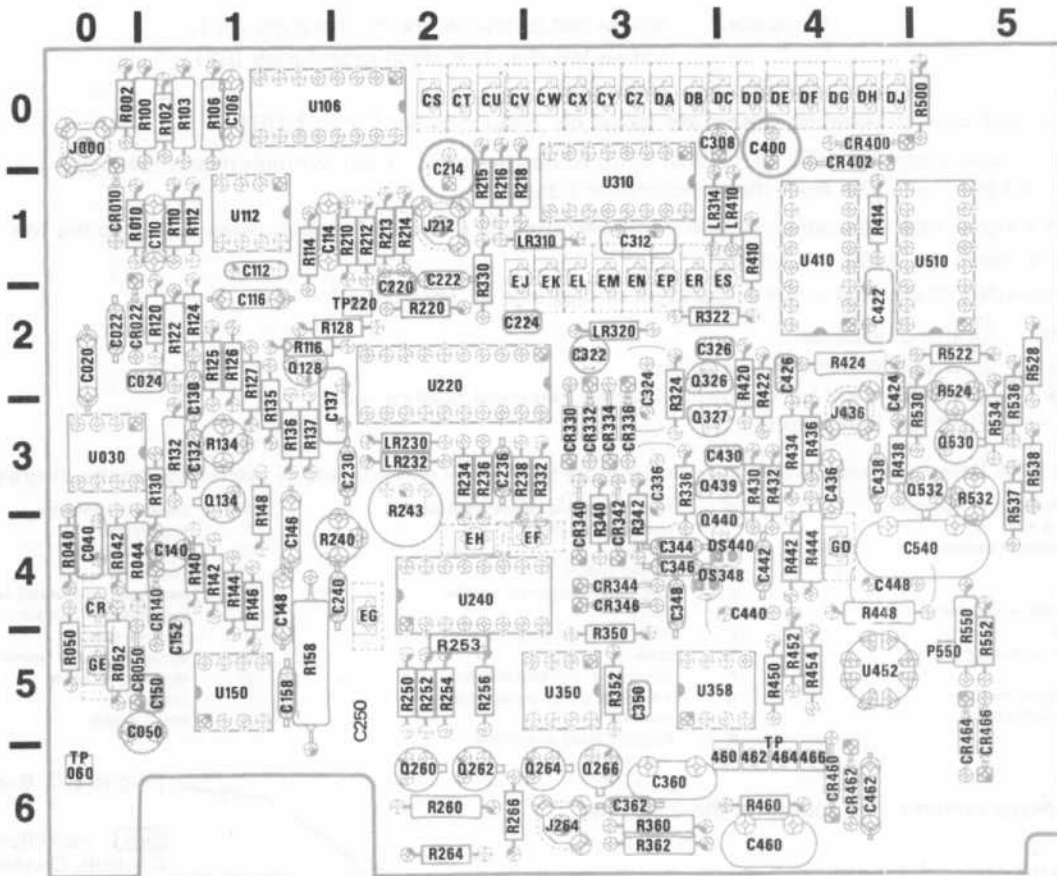 0 1 2 3 4 5
0
R002 R100 R102 R103 R106 C106 U106 CS CT CU CV CW CX CY CZ DA DB DC DD DE DF DG DH DJ R500
J000 C214 R215 R216 R218 U310 C308 C400 CR400
CR402
1
CR010 R010 C110 R110 R112 U112 R114 C114 R210 R212 R213 R214 J212 LR310 C312 LR314 LR410 R410 U410 R414 U510
C112 C220 C222 R330 EJ EK EL EM EN EP ER ES
C116 TP220 R220 C422
2
C022 CR022 R120 R122 R124 R128 C224 LR320 R322
C020 R125 R126 R116 C322 C326 R522
C024 C130 R127 R135 Q128 C137 U220 C324 R324 Q326 R420 R422 C426 R424 C424 R524 R528
R136 R137 CR330 CR332 CR334 CR336 Q327 J436 R530 R534 R536
3
U030 R130 R132 C132 R134 C230 LR230 LR232 R234 R236 C236 R238 R332 C336 R336 C430 R434 R436 Q530
Q134 R148 R243 Q439 R430 R432 C436 C438 R438 Q532 R532 R537 R538
R040 C040 R042 R044 C140 C146 R240 EH EF CR340 R340 CR342 R342 Q440 GD C540
4
R140 R142 R144 R146 C344 DS440 C442 R442 R444
CR CR140 C148 C240 EG U240 C346 CR344 C348 DS348 C440 C448
CR346 R448
R050 GE R052 CR050 C152 R158 R253 R350 R450 R452 R454 P550 R550 R552
5
C150 U150 C158 C250 R250 R252 R254 R256 U350 R352 C350 U358 U452
C050 CR464 CR466
TP
060
TP
460 462 464 466
Q260 Q262 Q264 Q266 C360 CR460 CR462 C462
6
R260 R266 C362 R460
J264 R360
R264 R362 C460